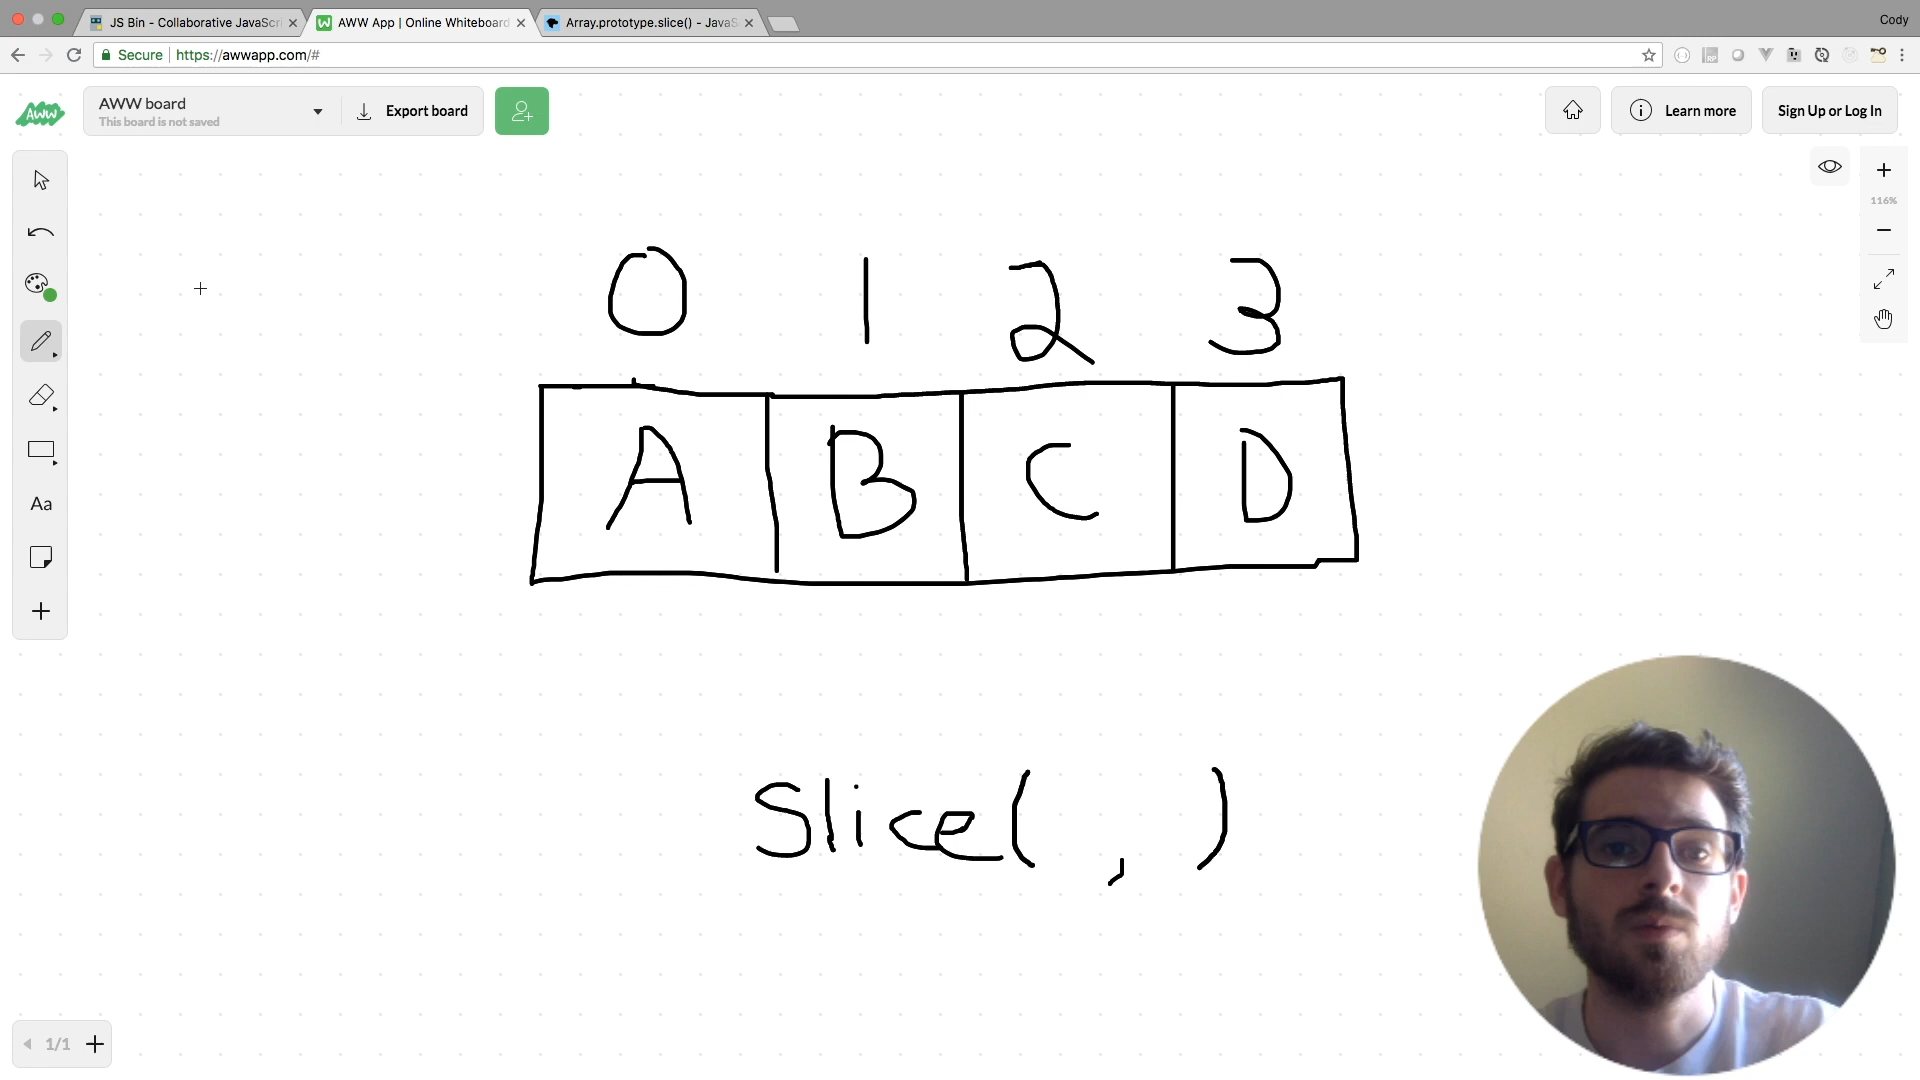 JS Bin - Collaborative JavaScri
AWW App | Online Whiteboard
Array.prototype.slice() - JavaS
Cody
Secure
https://awwapp.com/#
AWW
AWW board
This board is not saved
Export board
Learn more
Sign Up or Log In
116%
Aa
0 1 2 3
A B C D
Slice( , )
1/1